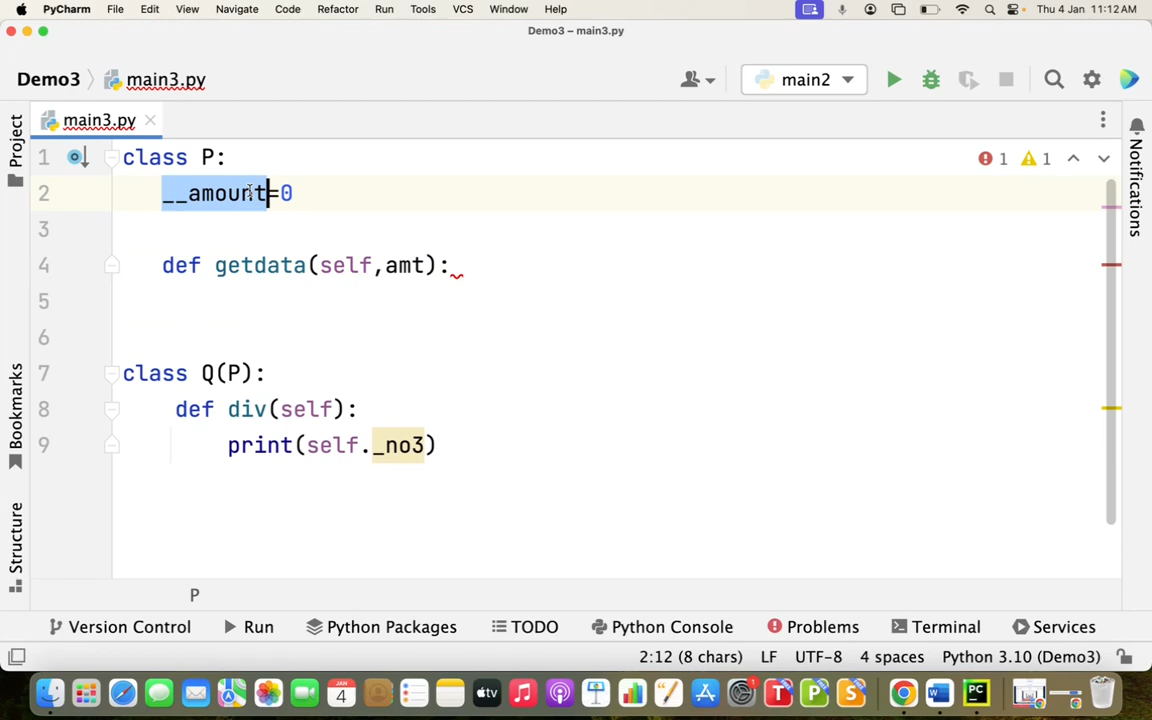 PyCharm File Edit View Navigate Code Refactor Run Tools VCS Window Help Thu 4 Jan 11:12 AM
Demo3 – main3.py
Demo3 main3.py main2
main3.py
Project
Bookmarks
Structure
Notifications
1 class P: 1 1
2 __amount=0
3
4 def getdata(self,amt):
5
6
7 class Q(P):
8 def div(self):
9 print(self._no3)
P
Version Control Run Python Packages TODO Python Console Problems Terminal Services
2:12 (8 chars) LF UTF-8 4 spaces Python 3.10 (Demo3)
JAN 4 tv T P S W PC